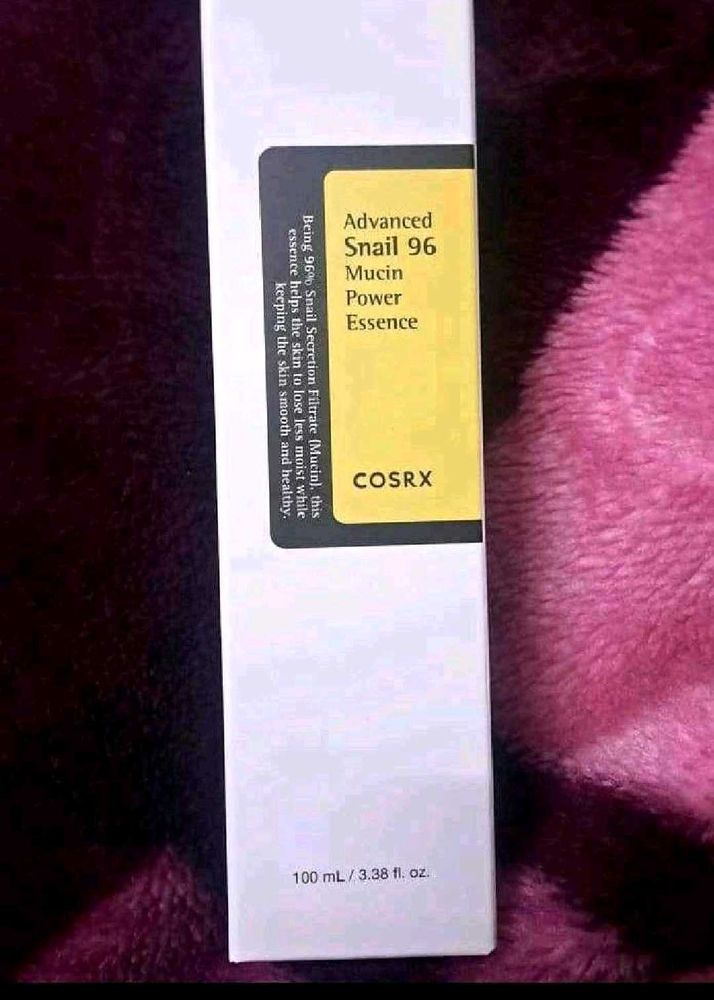 Advanced
Snail 96
Mucin
Power
Essence
COSRX
Being 96% Snail Secretion Filtrate (Mucin), this
essence helps the skin to lose less moist while
keeping the skin smooth and healthy.
100 mL / 3.38 fl. oz.